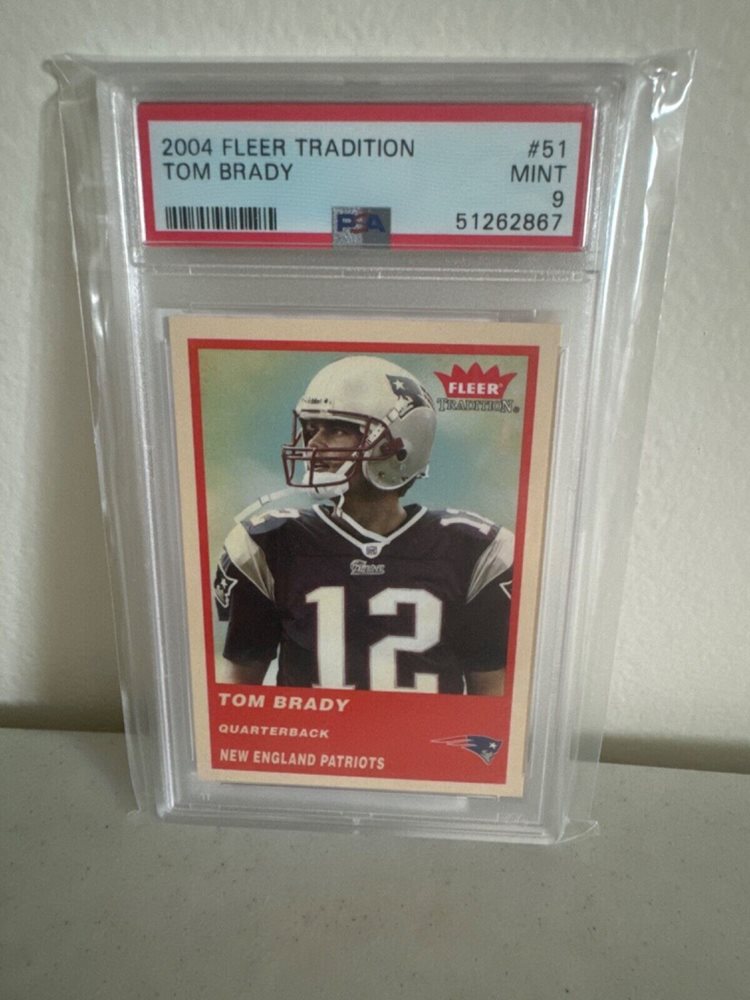 2004 FLEER TRADITION #51
TOM BRADY MINT
9
PSA 51262867
FLEER
TRADITION®
12
Patriots
12
TOM BRADY
QUARTERBACK
NEW ENGLAND PATRIOTS